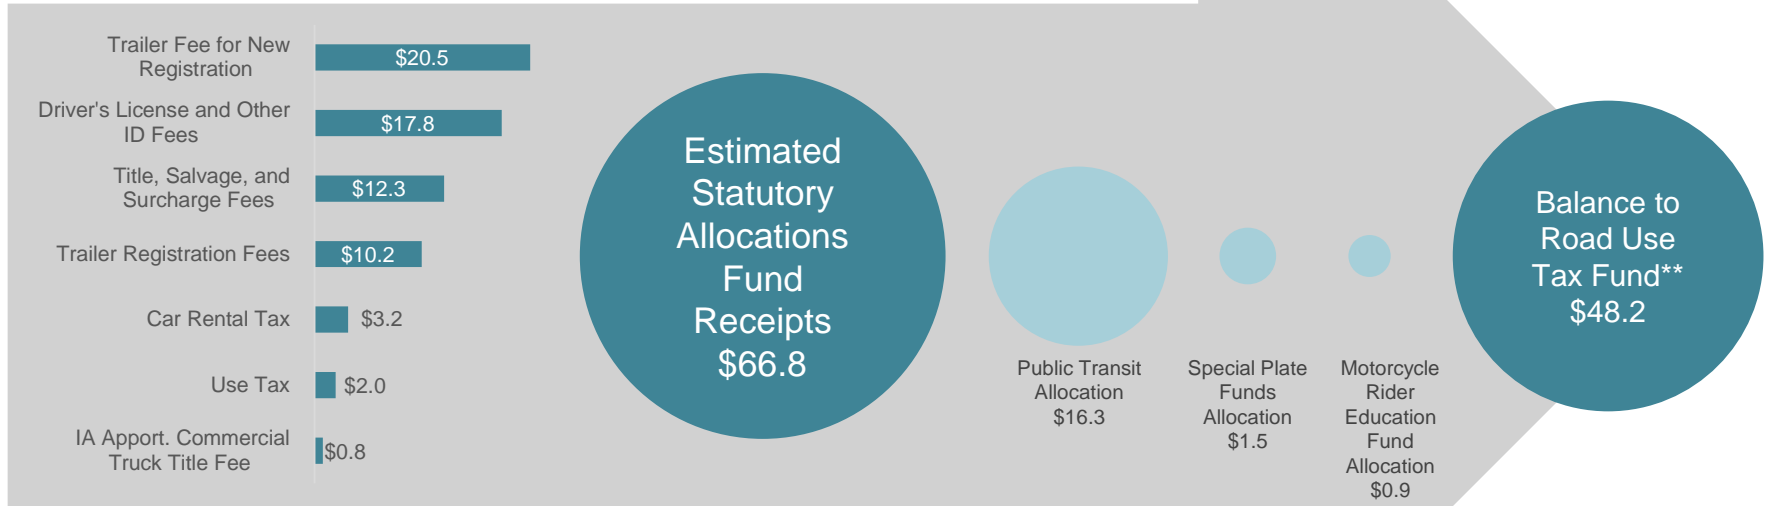 Trailer Fee for New
Registration
$20.5
Driver's License and Other
ID Fees
$17.8
Title, Salvage, and
Surcharge Fees
$12.3
Trailer Registration Fees
$10.2
Car Rental Tax
$3.2
Use Tax
$2.0
IA Apport. Commercial
Truck Title Fee
$0.8
Estimated
Statutory
Allocations
Fund
Receipts
$66.8
Public Transit
Allocation
$16.3
Special Plate
Funds
Allocation
$1.5
Motorcycle
Rider
Education
Fund
Allocation
$0.9
Balance to
Road Use
Tax Fund**
$48.2